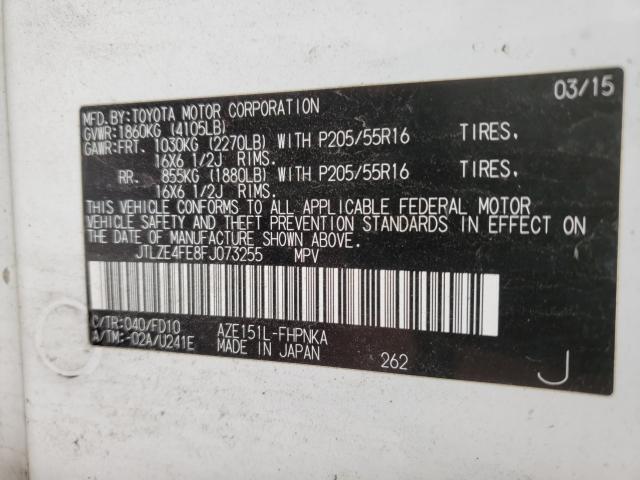 03/15
MFD.BY:TOYOTA MOTOR CORPORATION
GVWR:1860KG (4105LB)
GAWR:FRT. 1030KG (2270LB) WITH P205/55R16 TIRES,
16X6 1/2J RIMS.
RR. 855KG (1880LB) WITH P205/55R16 TIRES,
16X6 1/2J RIMS.
THIS VEHICLE CONFORMS TO ALL APPLICABLE FEDERAL MOTOR
VEHICLE SAFETY AND THEFT PREVENTION STANDARDS IN EFFECT ON
THE DATE OF MANUFACTURE SHOWN ABOVE.
JTLZE4FE8FJ073255 MPV
C/TR:040/FD10 AZE151L-FHPNKA
A/TM:-02A/U241E MADE IN JAPAN 262 J